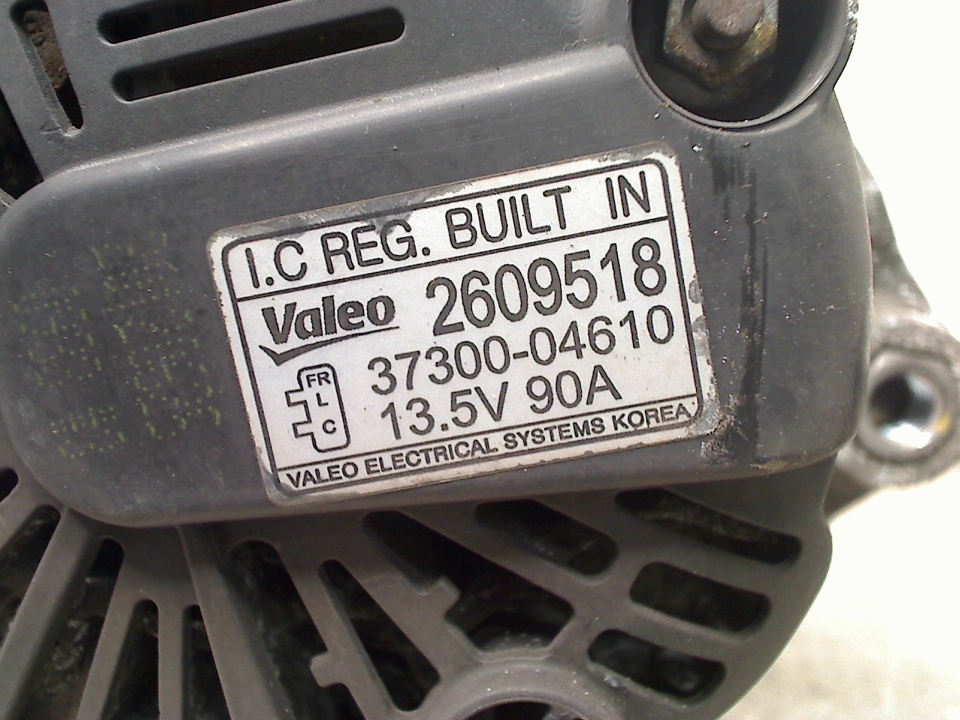 I.C REG. BUILT IN
Valeo 2609518
37300-04610
FR
L
C
13.5V 90A
VALEO ELECTRICAL SYSTEMS KOREA